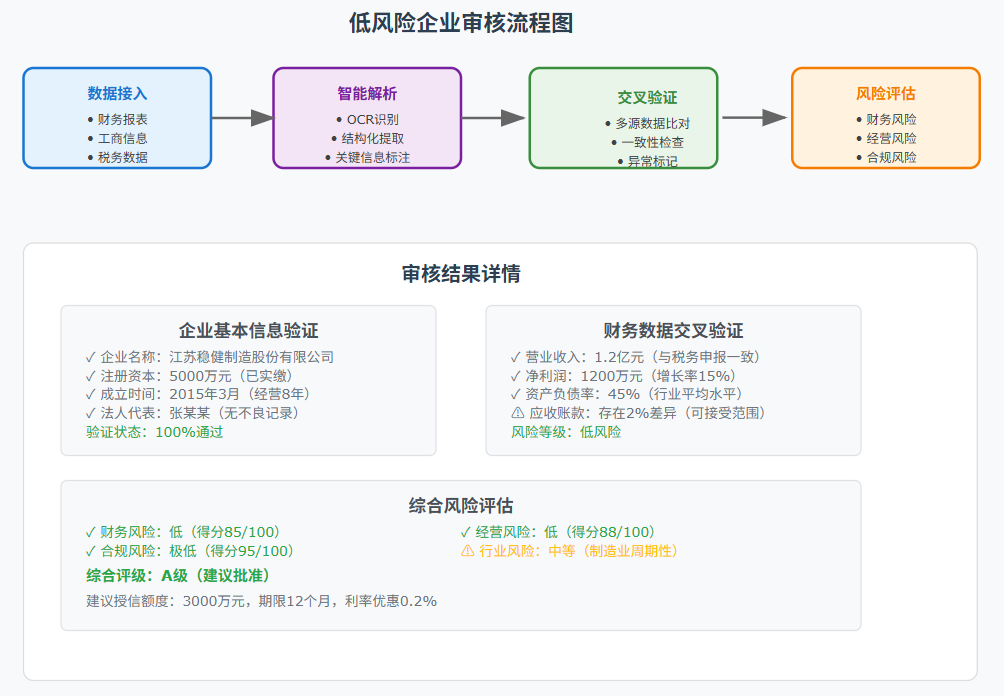 低风险企业审核流程图
数据接入
• 财务报表
• 工商信息
• 税务数据
智能解析
• OCR识别
• 结构化提取
• 关键信息标注
交叉验证
• 多源数据比对
• 一致性检查
• 异常标记
风险评估
• 财务风险
• 经营风险
• 合规风险
审核结果详情
企业基本信息验证
✓ 企业名称：江苏稳健制造股份有限公司
✓ 注册资本：5000万元（已实缴）
✓ 成立时间：2015年3月（经营8年）
✓ 法人代表：张某某（无不良记录）
验证状态：100%通过
财务数据交叉验证
✓ 营业收入：1.2亿元（与税务申报一致）
✓ 净利润：1200万元（增长率15%）
✓ 资产负债率：45%（行业平均水平）
⚠ 应收账款：存在2%差异（可接受范围）
风险等级：低风险
综合风险评估
✓ 财务风险：低（得分85/100）
✓ 经营风险：低（得分88/100）
✓ 合规风险：极低（得分95/100）
⚠ 行业风险：中等（制造业周期性）
综合评级：A级（建议批准）
建议授信额度：3000万元，期限12个月，利率优惠0.2%